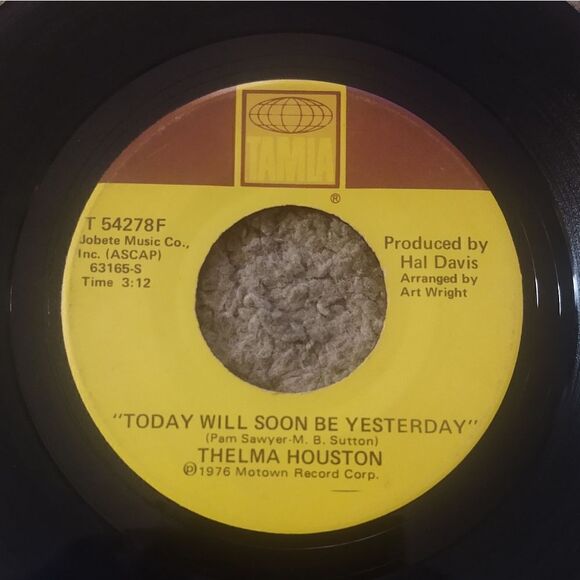 TAMLA
®
T 54278F
Jobete Music Co.,
Inc. (ASCAP)
63165-S
Time 3:12
Produced by
Hal Davis
Arranged by
Art Wright
"TODAY WILL SOON BE YESTERDAY"
(Pam Sawyer-M. B. Sutton)
THELMA HOUSTON
℗1976 Motown Record Corp.